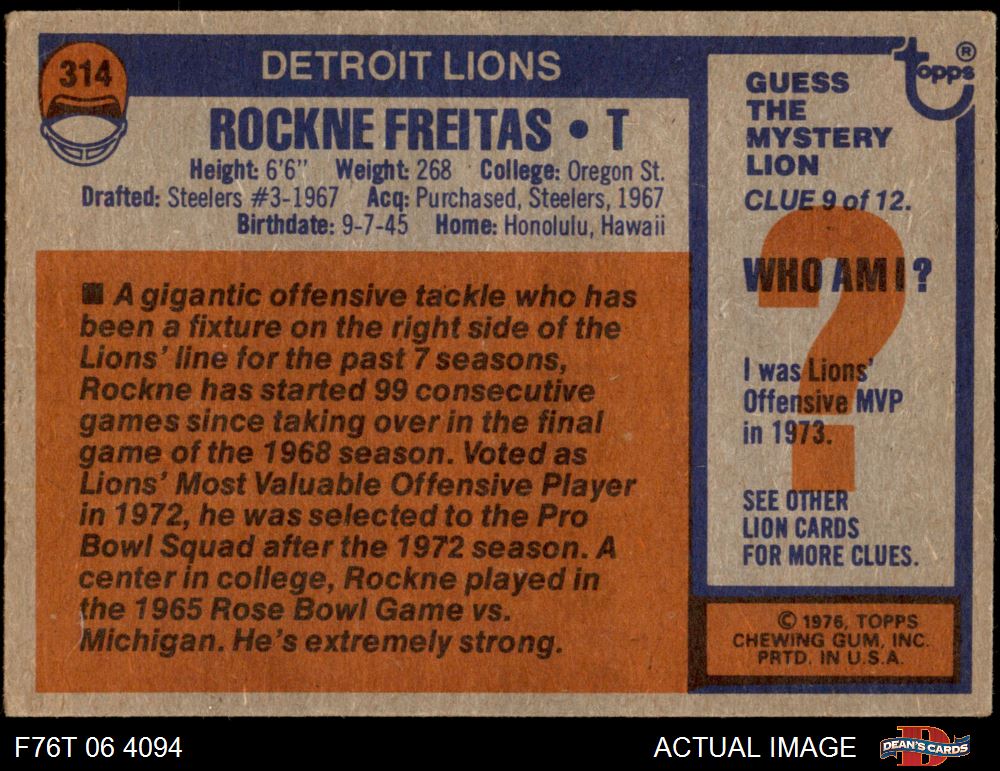 314
DETROIT LIONS
ROCKNE FREITAS • T
Height: 6'6" Weight: 268 College: Oregon St.
Drafted: Steelers #3-1967 Acq: Purchased, Steelers, 1967
Birthdate: 9-7-45 Home: Honolulu, Hawaii
■ A gigantic offensive tackle who has
been a fixture on the right side of the
Lions' line for the past 7 seasons,
Rockne has started 99 consecutive
games since taking over in the final
game of the 1968 season. Voted as
Lions' Most Valuable Offensive Player
in 1972, he was selected to the Pro
Bowl Squad after the 1972 season. A
center in college, Rockne played in
the 1965 Rose Bowl Game vs.
Michigan. He's extremely strong.
topps ®
GUESS
THE
MYSTERY
LION
CLUE 9 of 12.
?
WHO AM I?
I was Lions'
Offensive MVP
in 1973.
SEE OTHER
LION CARDS
FOR MORE CLUES.
© 1976, TOPPS
CHEWING GUM, INC.
PRTD. IN U.S.A.
F76T 06 4094
ACTUAL IMAGE
D
DEAN'S CARDS